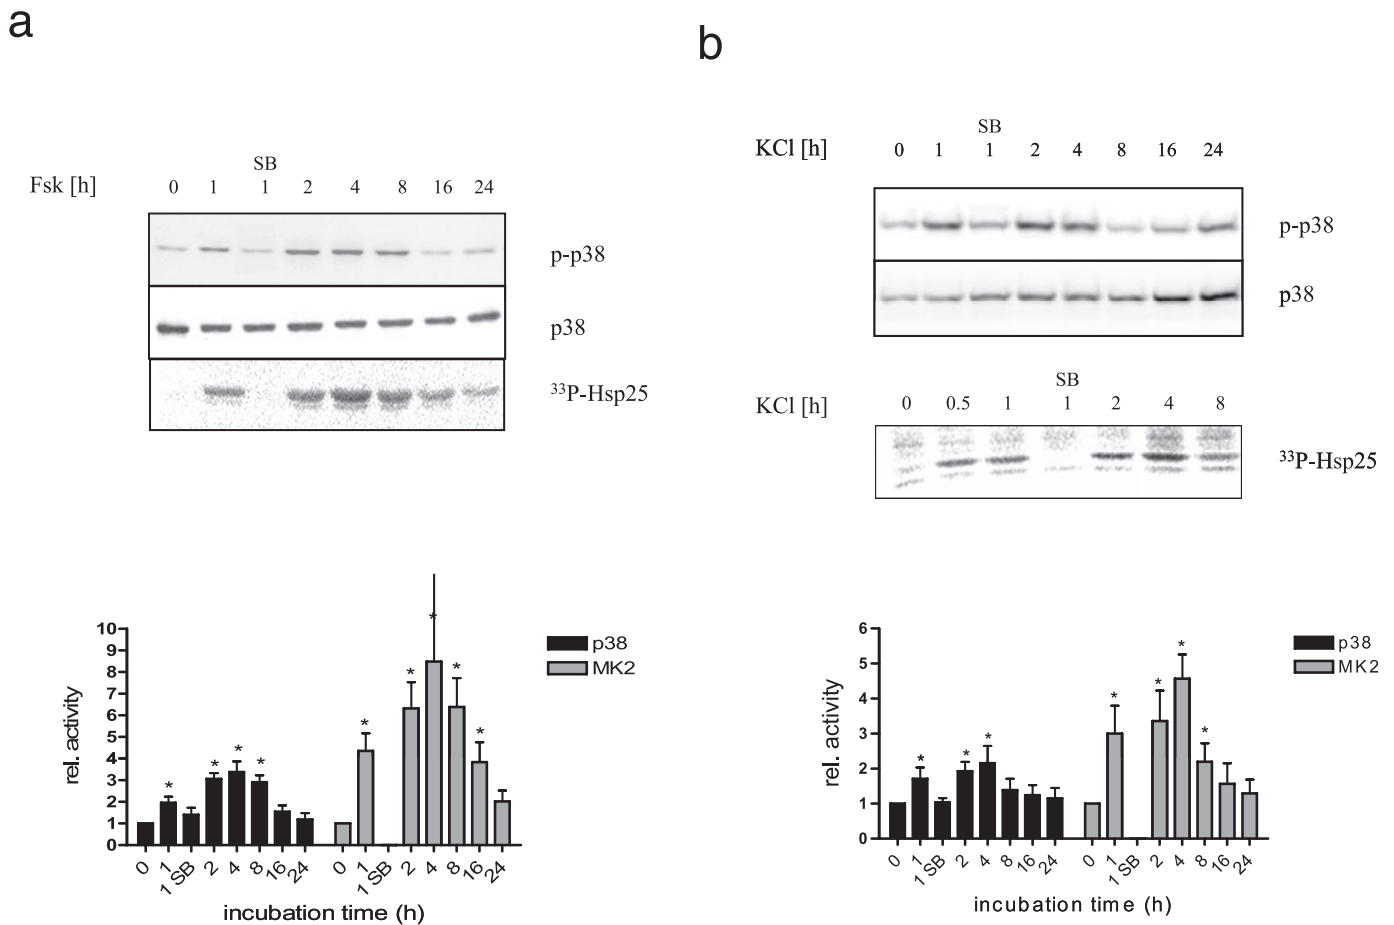 a
SB
Fsk [h] 0 1 1 2 4 8 16 24
p-p38
p38
³³P-Hsp25
10
9
8
7
6
5
4
3
2
1
0
rel. activity
* * * * * * * * *
p38
MK2
0 1 1 SB 2 4 8 16 24 0 1 1 SB 2 4 8 16 24
incubation time (h)
b
SB
KCl [h] 0 1 1 2 4 8 16 24
p-p38
p38
SB
KCl [h] 0 0.5 1 1 2 4 8
³³P-Hsp25
6
5
4
3
2
1
0
rel. activity
* * * * * * *
p38
MK2
0 1 1 SB 2 4 8 16 24 0 1 1 SB 2 4 8 16 24
incubation time (h)